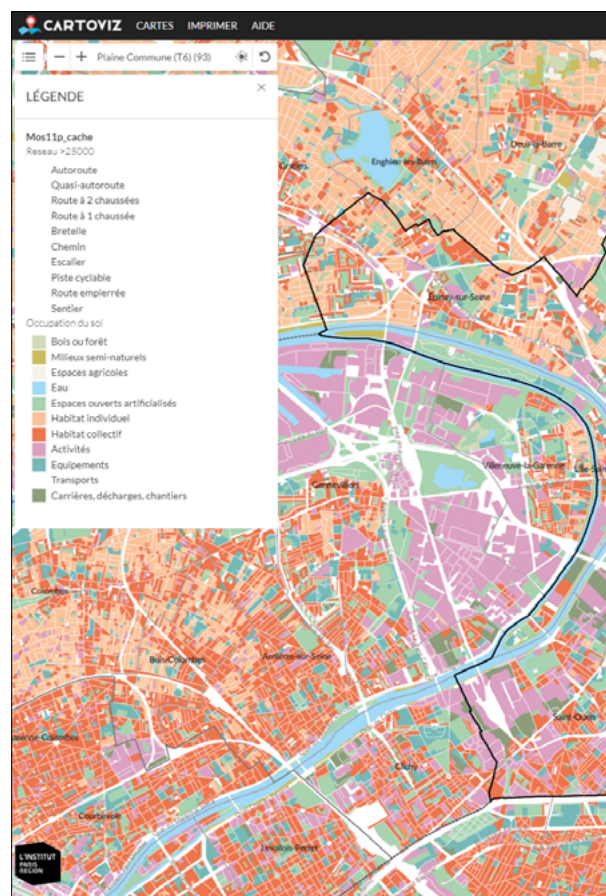 CARTOVIZ CARTES IMPRIMER AIDE
Plaine Commune (T6) (93)
LÉGENDE
Mos11p_cache
Reseau >25000
Autoroute
Quasi-autoroute
Route à 2 chaussées
Route à 1 chaussée
Bretelle
Chemin
Escalier
Piste cyclable
Route empierrée
Sentier
Occupation du sol
Bois ou forêt
Milieux semi-naturels
Espaces agricoles
Eau
Espaces ouverts artificialisés
Habitat individuel
Habitat collectif
Activités
Equipements
Transports
Carrières, décharges, chantiers
Deuil-la-Barre
Enghien-les-Bains
Epinay-sur-Seine
Villeneuve-la-Garenne
Gennevilliers
Colombes
Bois-Colombes
Asnières-sur-Seine
Saint-Ouen
Clichy
Courbevoie
Levallois-Perret
L'INSTITUT
PARIS
REGION